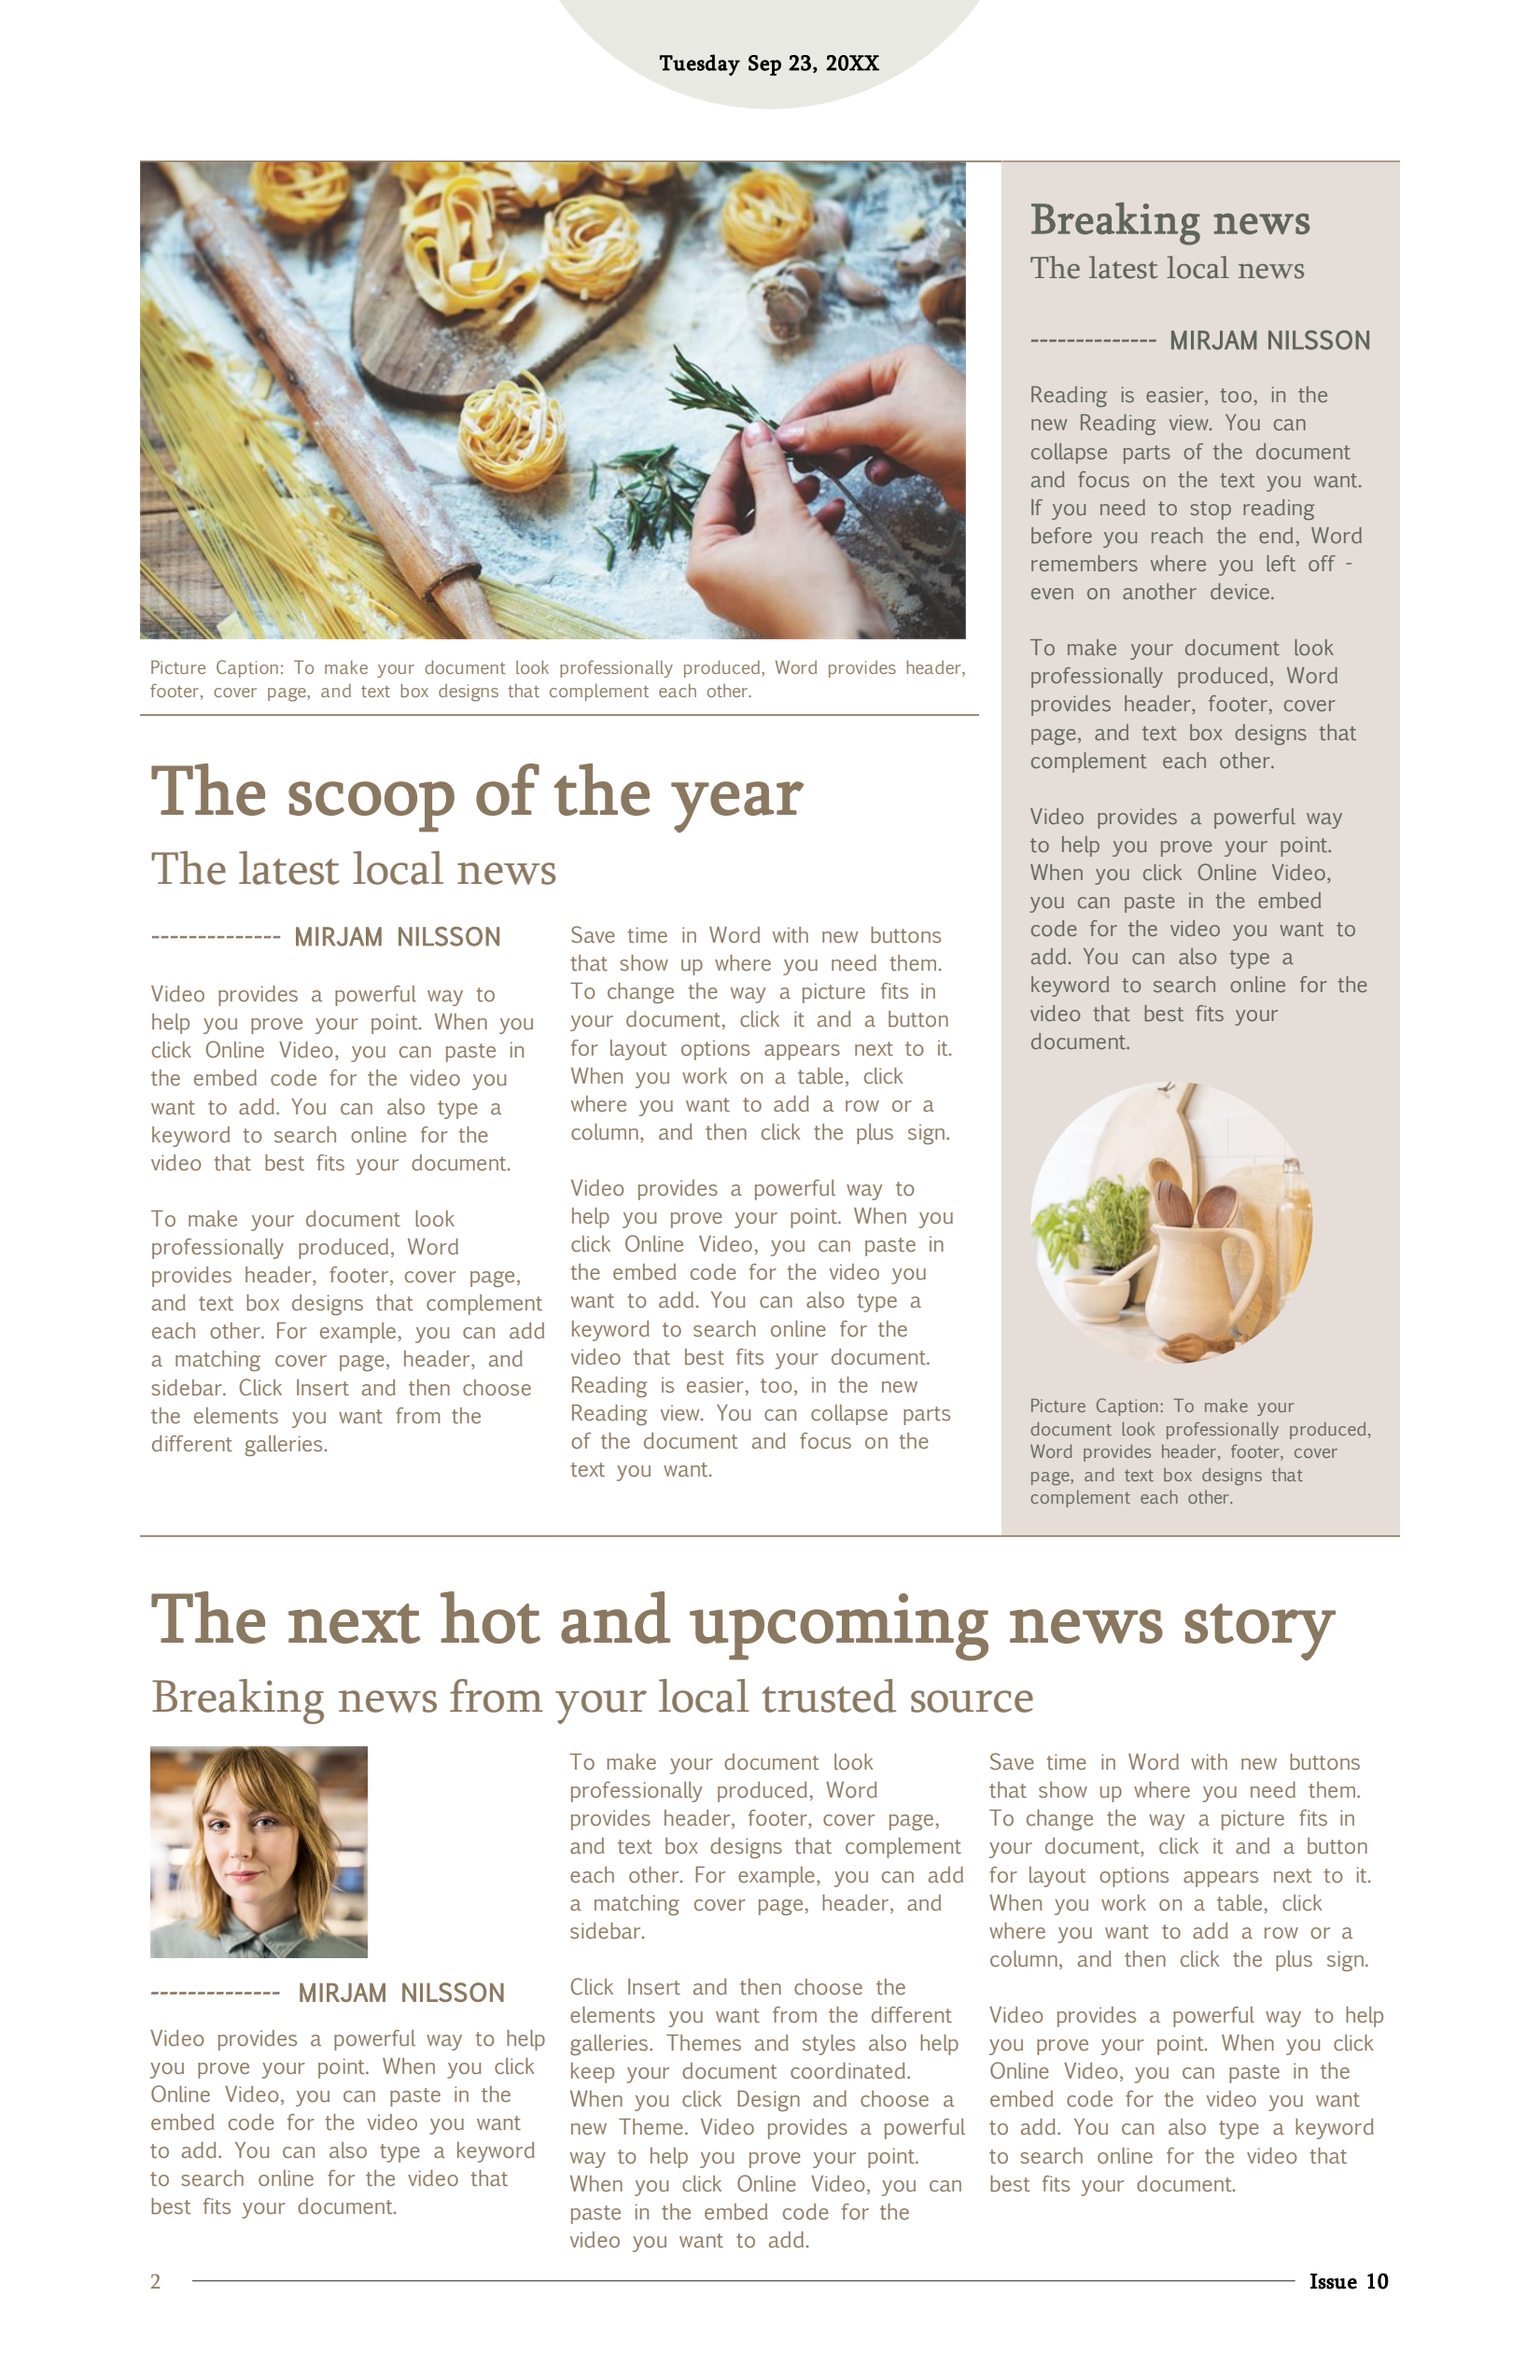 Tuesday Sep 23, 20XX
Picture Caption: To make your document look professionally produced, Word provides header,
footer, cover page, and text box designs that complement each other.
The scoop of the year
The latest local news
-------------- MIRJAM NILSSON
Video provides a powerful way to
help you prove your point. When you
click Online Video, you can paste in
the embed code for the video you
want to add. You can also type a
keyword to search online for the
video that best fits your document.
To make your document look
professionally produced, Word
provides header, footer, cover page,
and text box designs that complement
each other. For example, you can add
a matching cover page, header, and
sidebar. Click Insert and then choose
the elements you want from the
different galleries.
Save time in Word with new buttons
that show up where you need them.
To change the way a picture fits in
your document, click it and a button
for layout options appears next to it.
When you work on a table, click
where you want to add a row or a
column, and then click the plus sign.
Video provides a powerful way to
help you prove your point. When you
click Online Video, you can paste in
the embed code for the video you
want to add. You can also type a
keyword to search online for the
video that best fits your document.
Reading is easier, too, in the new
Reading view. You can collapse parts
of the document and focus on the
text you want.
Breaking news
The latest local news
-------------- MIRJAM NILSSON
Reading is easier, too, in the
new Reading view. You can
collapse parts of the document
and focus on the text you want.
If you need to stop reading
before you reach the end, Word
remembers where you left off -
even on another device.
To make your document look
professionally produced, Word
provides header, footer, cover
page, and text box designs that
complement each other.
Video provides a powerful way
to help you prove your point.
When you click Online Video,
you can paste in the embed
code for the video you want to
add. You can also type a
keyword to search online for the
video that best fits your
document.
Picture Caption: To make your
document look professionally produced,
Word provides header, footer, cover
page, and text box designs that
complement each other.
The next hot and upcoming news story
Breaking news from your local trusted source
-------------- MIRJAM NILSSON
Video provides a powerful way to help
you prove your point. When you click
Online Video, you can paste in the
embed code for the video you want
to add. You can also type a keyword
to search online for the video that
best fits your document.
To make your document look
professionally produced, Word
provides header, footer, cover page,
and text box designs that complement
each other. For example, you can add
a matching cover page, header, and
sidebar.
Click Insert and then choose the
elements you want from the different
galleries. Themes and styles also help
keep your document coordinated.
When you click Design and choose a
new Theme. Video provides a powerful
way to help you prove your point.
When you click Online Video, you can
paste in the embed code for the
video you want to add.
Save time in Word with new buttons
that show up where you need them.
To change the way a picture fits in
your document, click it and a button
for layout options appears next to it.
When you work on a table, click
where you want to add a row or a
column, and then click the plus sign.
Video provides a powerful way to help
you prove your point. When you click
Online Video, you can paste in the
embed code for the video you want
to add. You can also type a keyword
to search online for the video that
best fits your document.
2
Issue 10